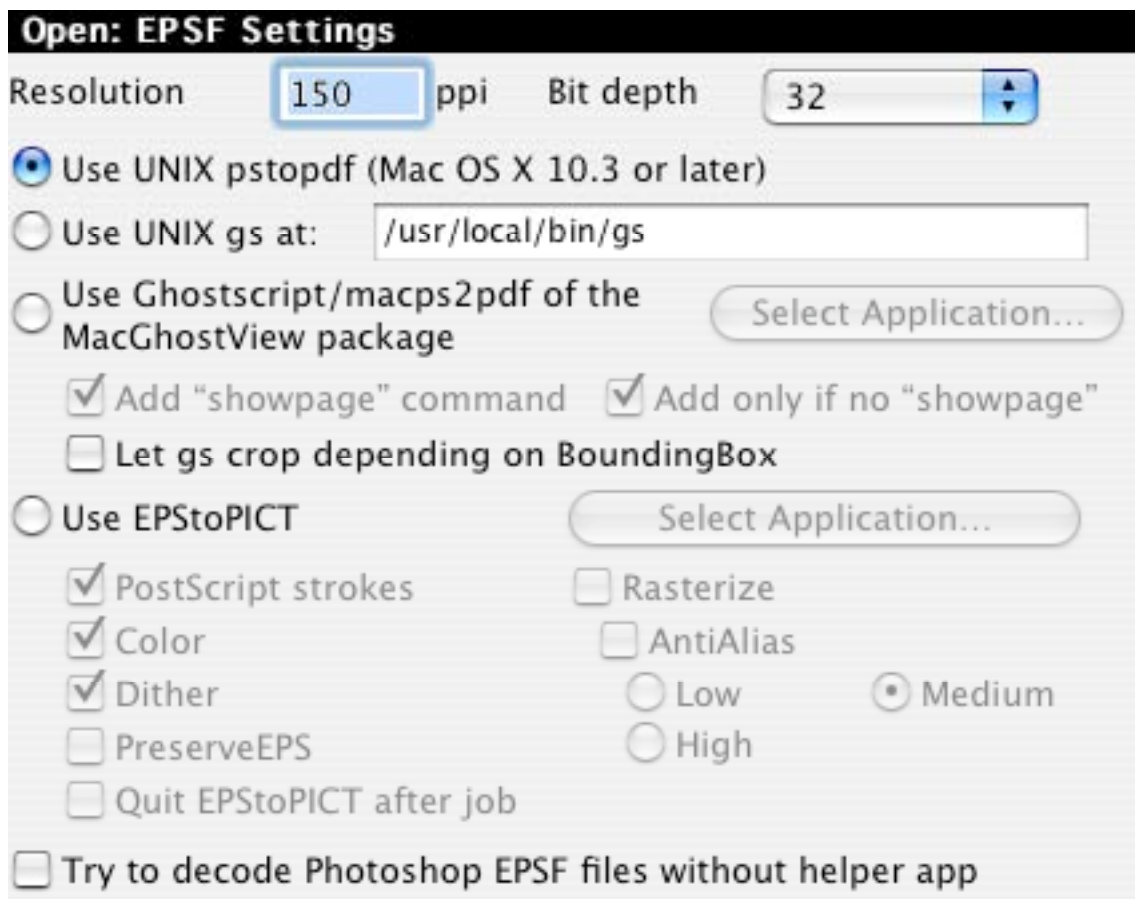 Open: EPSF Settings
Resolution 150 ppi Bit depth 32
Use UNIX pstopdf (Mac OS X 10.3 or later)
Use UNIX gs at: /usr/local/bin/gs
Use Ghostscript/macps2pdf of the
MacGhostView package
Select Application...
Add “showpage” command Add only if no “showpage”
Let gs crop depending on BoundingBox
Use EPStoPICT Select Application...
PostScript strokes Rasterize
Color AntiAlias
Dither Low Medium
PreserveEPS High
Quit EPStoPICT after job
Try to decode Photoshop EPSF files without helper app